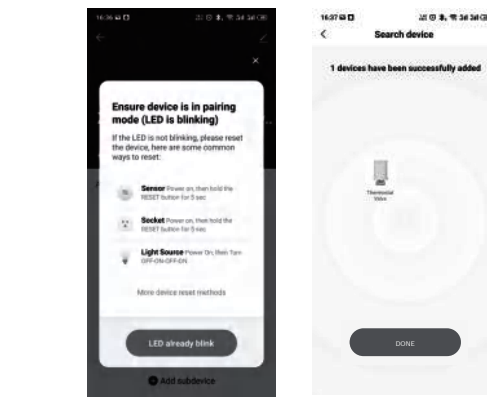 16:36
Ensure device is in pairing
mode (LED is blinking)
If the LED is not blinking, please reset
the device, here are some common
ways to reset:
Sensor Power on, then hold the
RESET button for 5 sec
Socket Power on, then hold the
RESET button for 5 sec
Light Source Power On, then Turn
OFF-ON-OFF-ON
More device reset methods
LED already blink
Add subdevice
16:37
Search device
1 devices have been successfully added
Thermostat
Valve
DONE